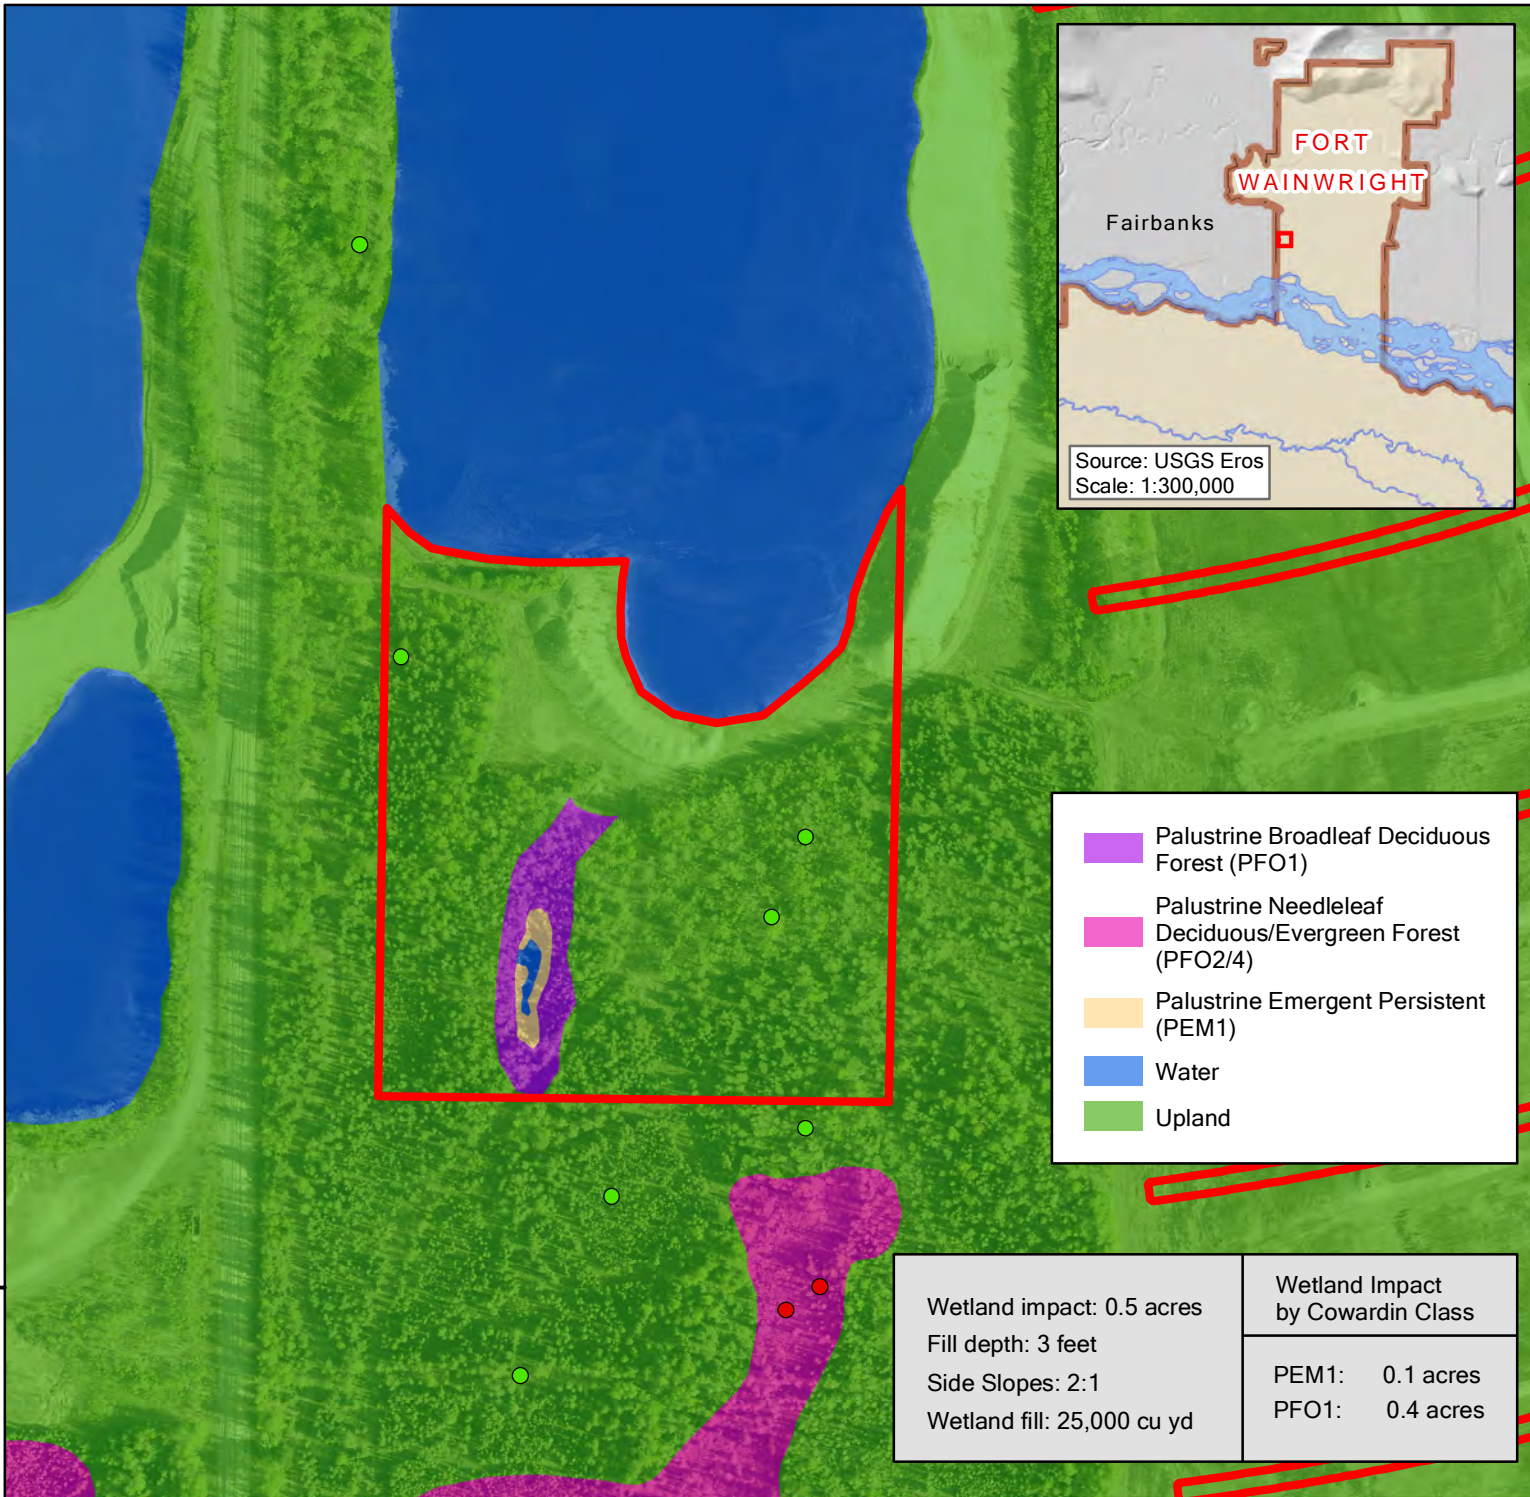 FORT
WAINWRIGHT
Fairbanks
Source: USGS Eros
Scale: 1:300,000
Palustrine Broadleaf Deciduous
Forest (PFO1)
Palustrine Needleleaf
Deciduous/Evergreen Forest
(PFO2/4)
Palustrine Emergent Persistent
(PEM1)
Water
Upland
Wetland impact: 0.5 acres
Fill depth: 3 feet
Side Slopes: 2:1
Wetland fill: 25,000 cu yd
Wetland Impact
by Cowardin Class
PEM1: 0.1 acres
PFO1: 0.4 acres